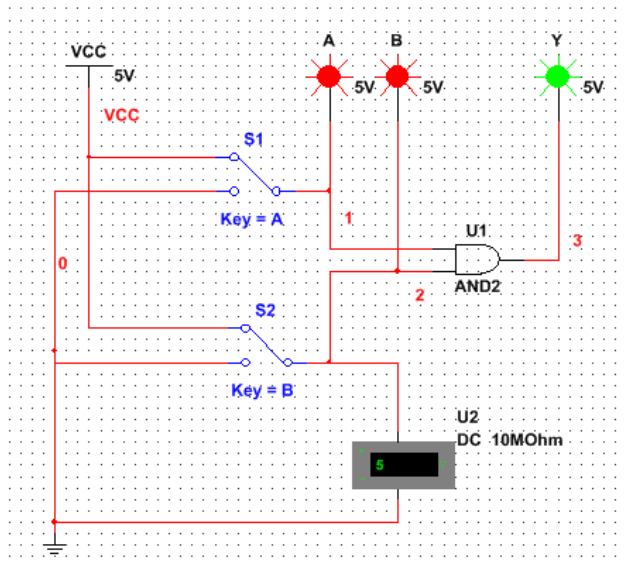 A B Y
VCC
5V 5V 5V 5V
VCC
S1
Key = A
1
U1
3
0
AND2
2
S2
Key = B
U2
DC 10MOhm
5